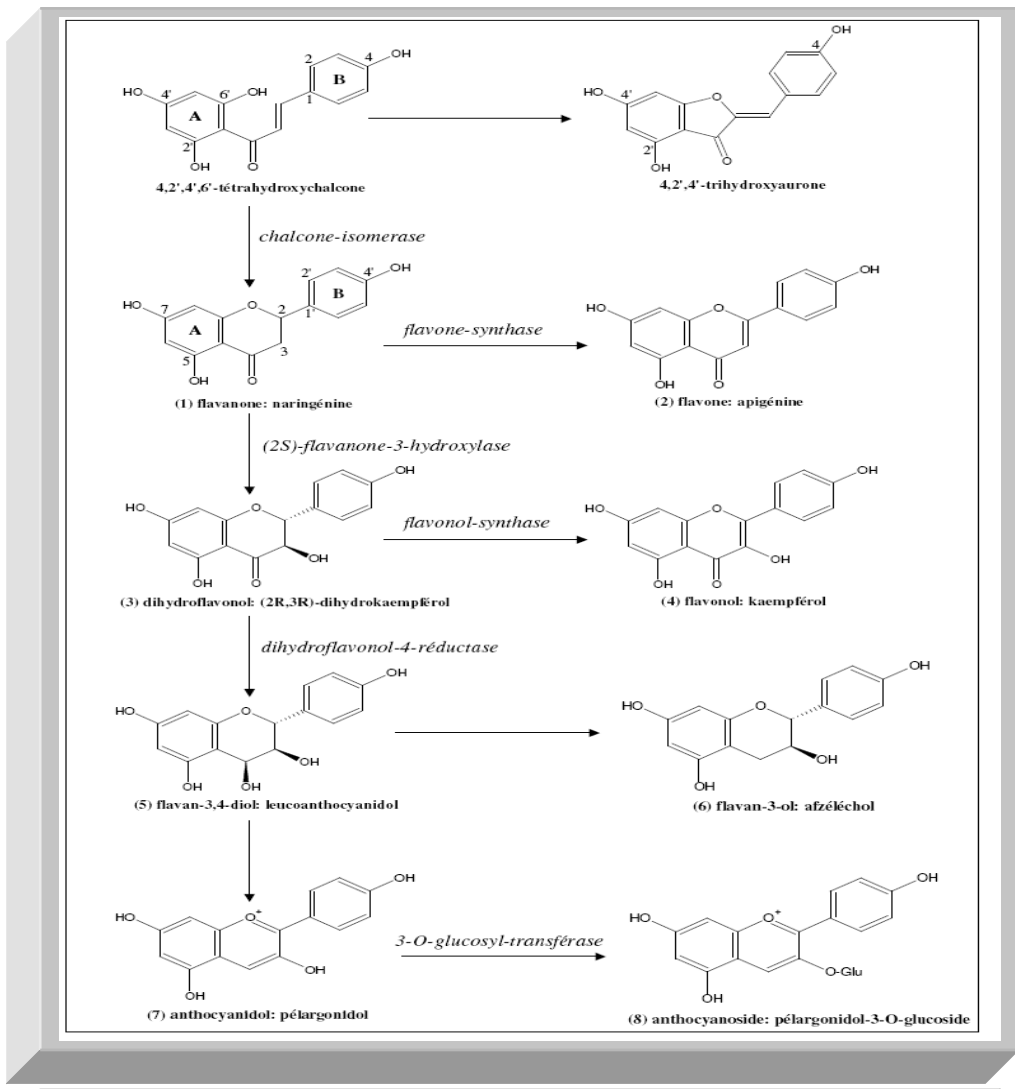 OH
OH
2
4
4
HO
4'
6'
OH
B
HO
4'
O
A
1
2'
2'
O
OH
O
OH
4,2',4',6'-tétrahydroxychalcone
4,2',4'-trihydroxyaurone
chalcone-isomerase
OH
2'
4'
OH
HO
7
O
2
B
1'
flavone-synthase
HO
O
A
3
5
OH
O
OH
O
(1) flavanone: naringénine
(2) flavone: apigénine
(2S)-flavanone-3-hydroxylase
OH
OH
HO
O
flavonol-synthase
HO
O
OH
OH
OH
O
OH
O
(3) dihydroflavonol: (2R,3R)-dihydrokaempférol
(4) flavonol: kaempférol
dihydroflavonol-4-réductase
OH
OH
HO
O
HO
O
OH
OH
OH
OH
OH
(5) flavan-3,4-diol: leucoanthocyanidol
(6) flavan-3-ol: afzéléchol
OH
OH
HO
O+
3-O-glucosyl-transférase
HO
O+
OH
O-Glu
OH
OH
(7) anthocyanidol: pélargonidol
(8) anthocyanoside: pélargonidol-3-O-glucoside